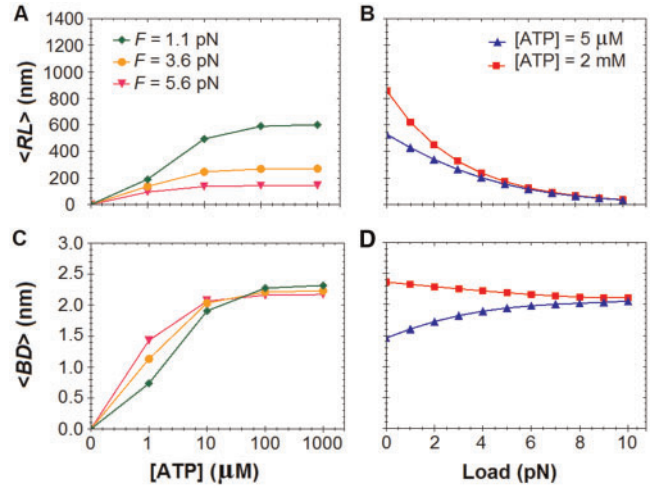 A
1400
1200
1000
800
600
400
200
0
<RL> (nm)
F = 1.1 pN
F = 3.6 pN
F = 5.6 pN
B
[ATP] = 5 μM
[ATP] = 2 mM
C
3.0
2.5
2.0
1.5
1.0
0.5
0.0
<BD> (nm)
0 1 10 100 1000
[ATP] (μM)
D
0 2 4 6 8 10
Load (pN)